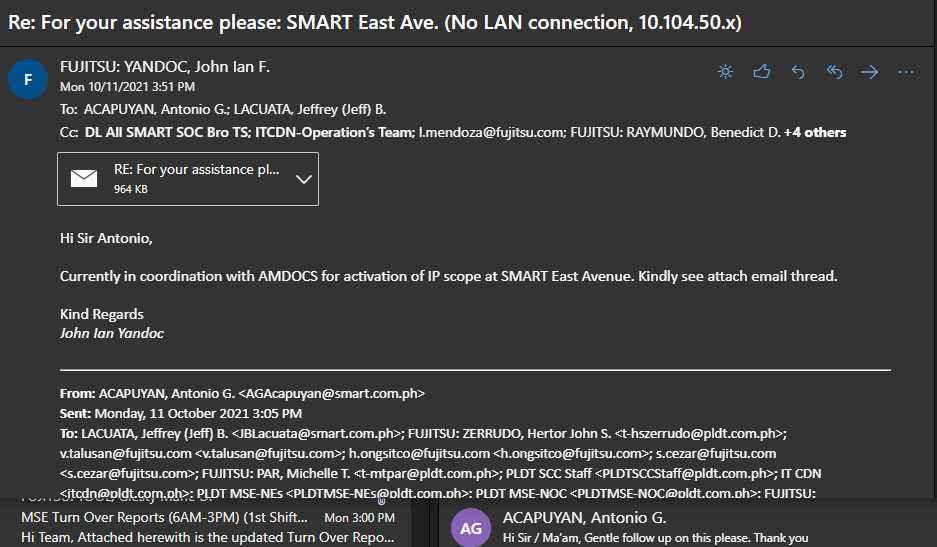 Re: For your assistance please: SMART East Ave. (No LAN connection, 10.104.50.x)
F
FUJITSU: YANDOC, John Ian F.
Mon 10/11/2021 3:51 PM
To: ACAPUYAN, Antonio G.; LACUATA, Jeffrey (Jeff) B.
Cc: DL All SMART SOC Bro TS; ITCDN-Operation's Team; l.mendoza@fujitsu.com; FUJITSU: RAYMUNDO, Benedict D. +4 others
RE: For your assistance pl...
964 KB
Hi Sir Antonio,
Currently in coordination with AMDOCS for activation of IP scope at SMART East Avenue. Kindly see attach email thread.
Kind Regards
John Ian Yandoc
From: ACAPUYAN, Antonio G. <AGAcapuyan@smart.com.ph>
Sent: Monday, 11 October 2021 3:05 PM
To: LACUATA, Jeffrey (Jeff) B. <JBLacuata@smart.com.ph>; FUJITSU: ZERRUDO, Hertor John S. <t-hszerrudo@pldt.com.ph>;
v.talusan@fujitsu.com <v.talusan@fujitsu.com>; h.ongsitco@fujitsu.com <h.ongsitco@fujitsu.com>; s.cezar@fujitsu.com
<s.cezar@fujitsu.com>; FUJITSU: PAR, Michelle T. <t-mtpar@pldt.com.ph>; PLDT SCC Staff <PLDTSCCStaff@pldt.com.ph>; IT CDN
<itcdn@pldt.com.ph>; PLDT MSE-NEs <PLDTMSE-NEs@pldt.com.ph>; PLDT MSE-NOC <PLDTMSE-NOC@pldt.com.ph>; FUJITSU:
MSE Turn Over Reports (6AM-3PM) (1st Shift... Mon 3:00 PM
Hi Team, Attached herewith is the updated Turn Over Repo...
AG
ACAPUYAN, Antonio G.
Hi Sir / Ma'am, Gentle follow up on this please. Thank you